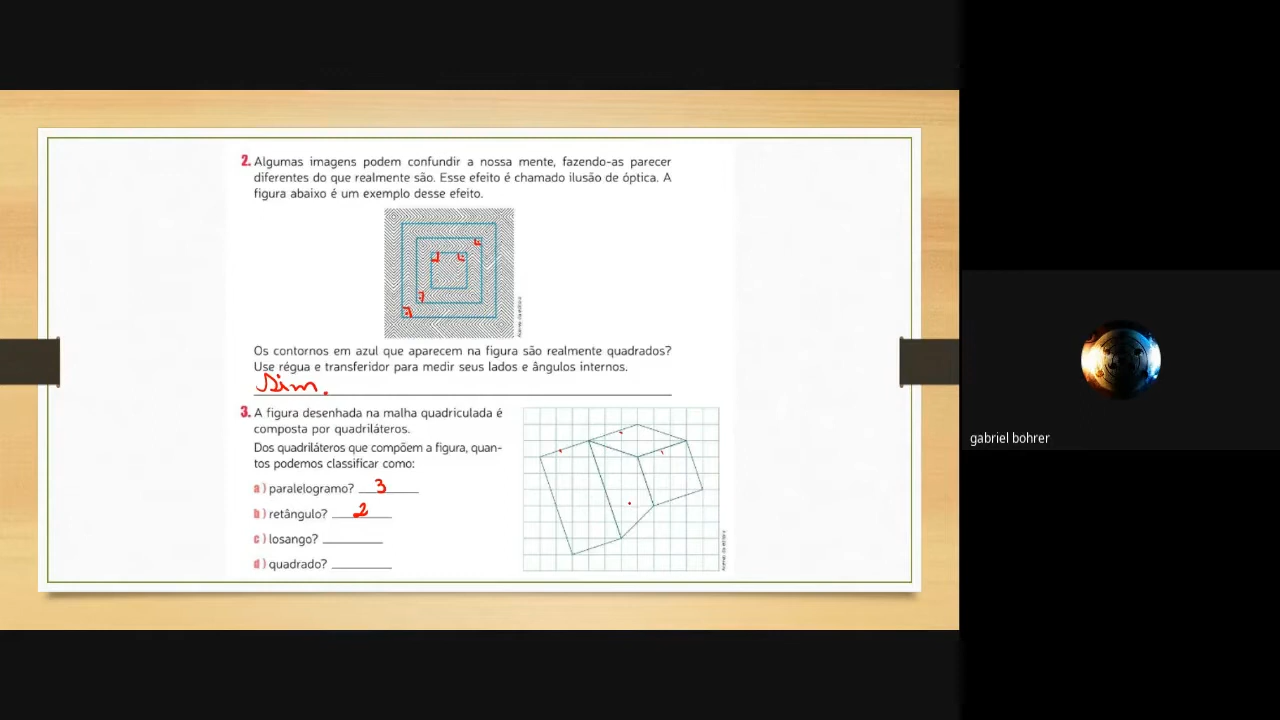 2. Algumas imagens podem confundir a nossa mente, fazendo-as parecer
diferentes do que realmente são. Esse efeito é chamado ilusão de óptica. A
figura abaixo é um exemplo desse efeito.
Os contornos em azul que aparecem na figura são realmente quadrados?
Use régua e transferidor para medir seus lados e ângulos internos.
Sim.
3. A figura desenhada na malha quadriculada é
composta por quadriláteros.
Dos quadriláteros que compõem a figura, quan-
tos podemos classificar como:
a) paralelogramo? 3
b) retângulo? 2
c) losango?
d) quadrado?
gabriel bohrer